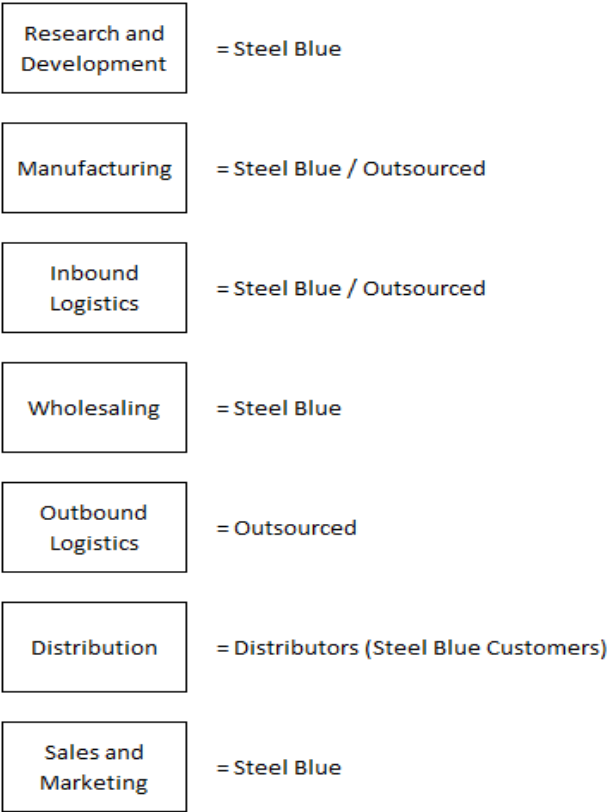 Research and
Development
= Steel Blue
Manufacturing
= Steel Blue / Outsourced
Inbound
Logistics
= Steel Blue / Outsourced
Wholesaling
= Steel Blue
Outbound
Logistics
= Outsourced
Distribution
= Distributors (Steel Blue Customers)
Sales and
Marketing
= Steel Blue